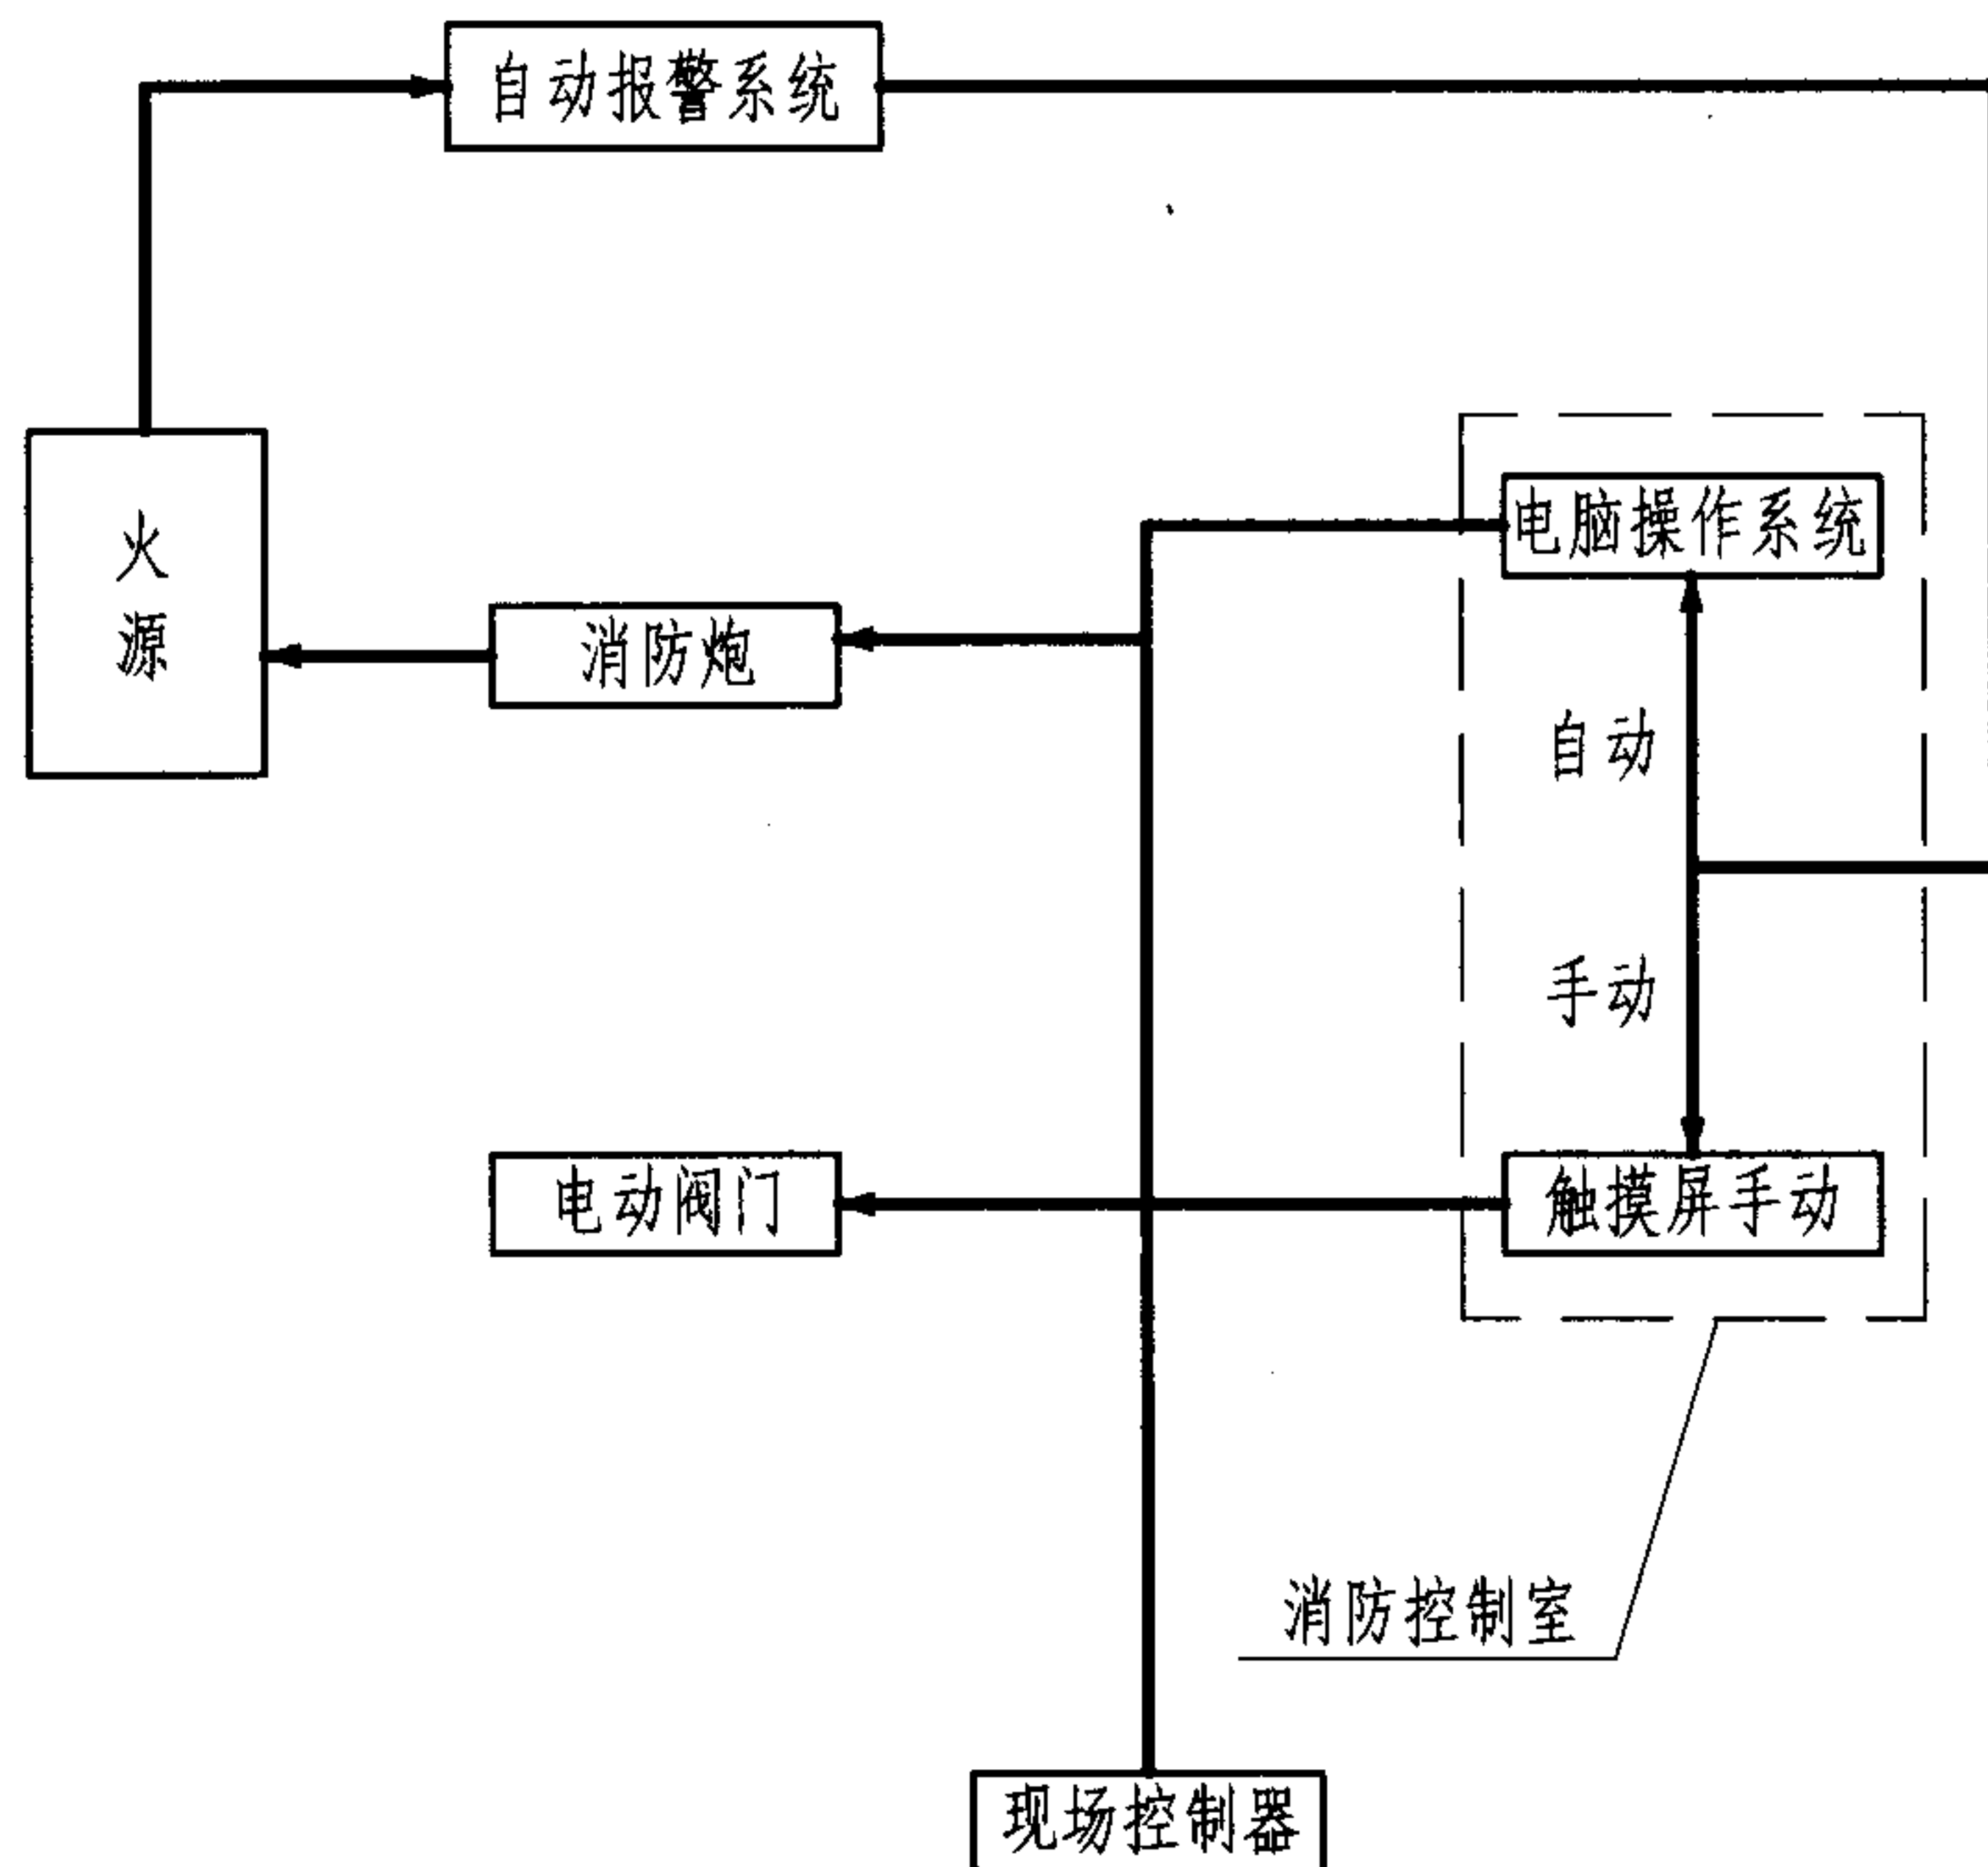 自动报警系统
电脑操作系统
火
源
消防炮
自动
手动
电动阀门
触摸屏手动
消防控制室
现场控制器